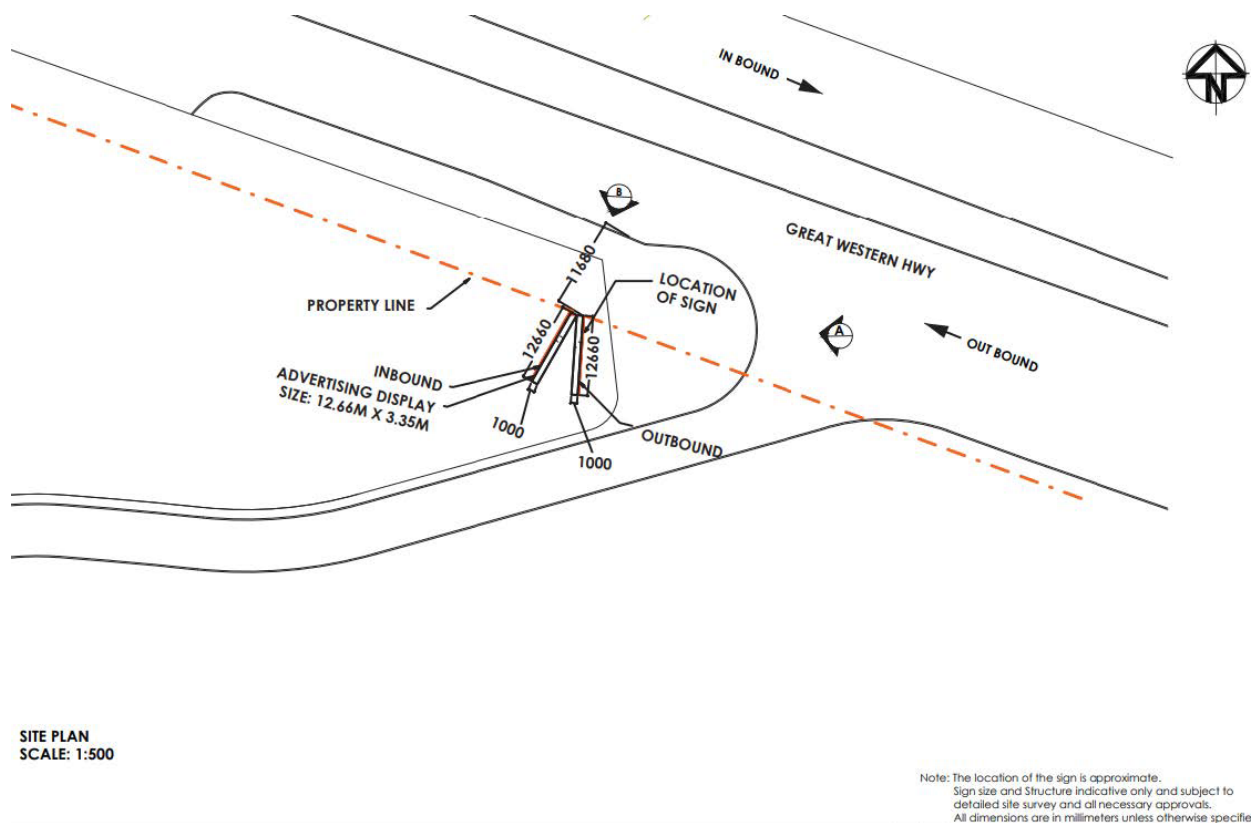 IN BOUND
N
B
GREAT WESTERN HWY
11680
LOCATION
OF SIGN
PROPERTY LINE
A
OUT BOUND
12660
12660
INBOUND
ADVERTISING DISPLAY
SIZE: 12.66M X 3.35M
1000
OUTBOUND
1000
SITE PLAN
SCALE: 1:500
Note: The location of the sign is approximate.
Sign size and Structure indicative only and subject to
detailed site survey and all necessary approvals.
All dimensions are in millimeters unless otherwise specifie